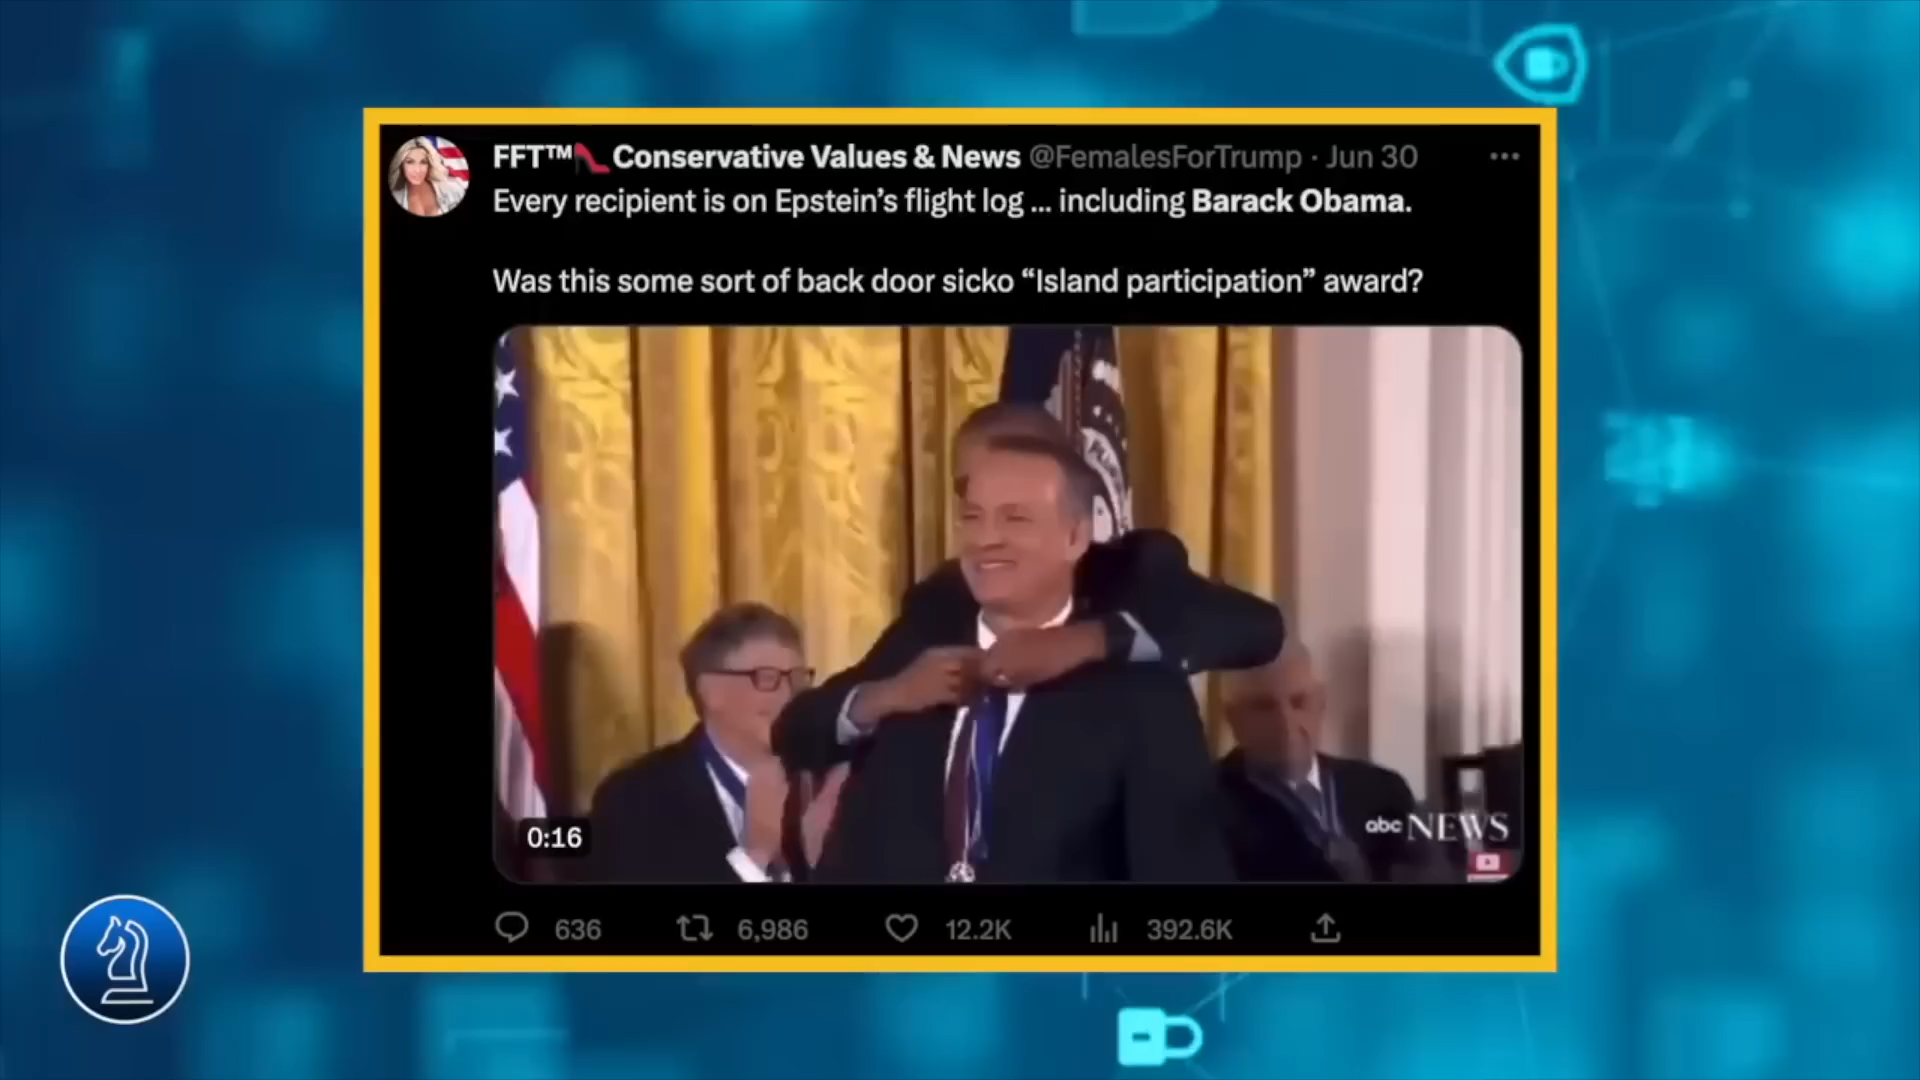 FFT™👠Conservative Values & News @FemalesForTrump · Jun 30
Every recipient is on Epstein’s flight log ... including Barack Obama.
Was this some sort of back door sicko “Island participation” award?
0:16
abc NEWS
636 6,986 12.2K 392.6K